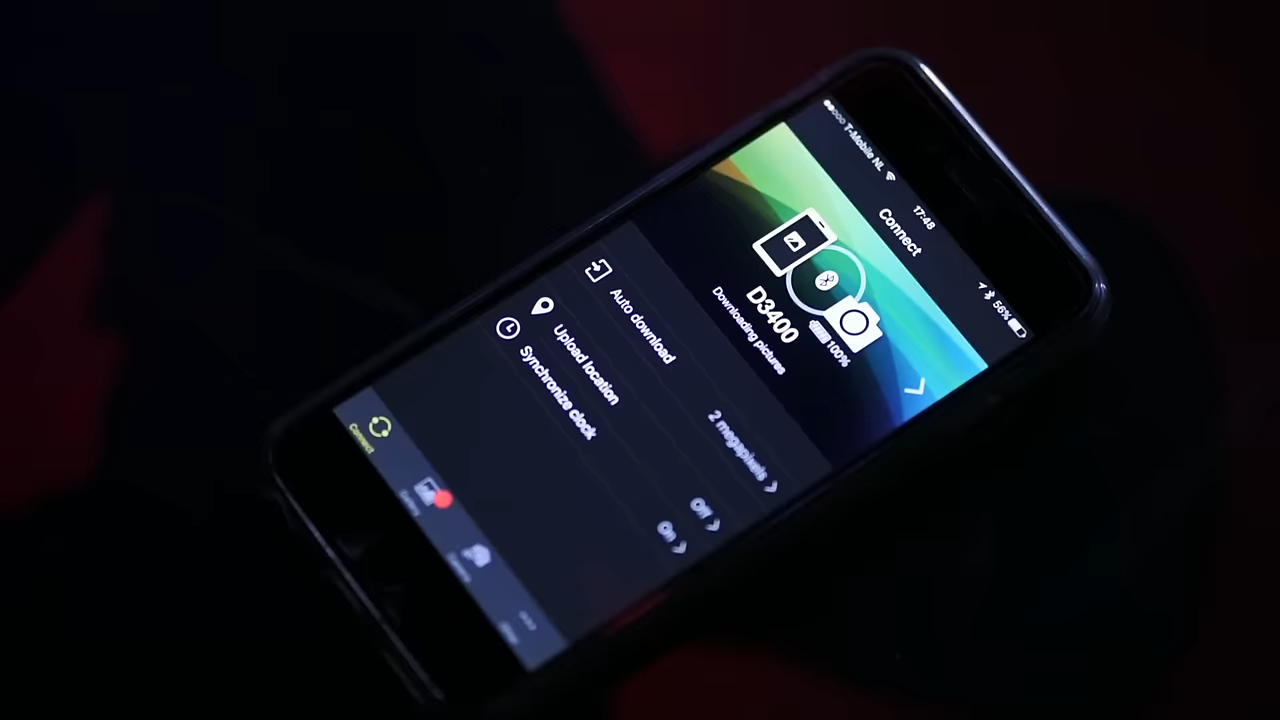 T-Mobile NL 17:48 56%
Connect
D3400
100%
Downloading pictures
Auto download 2 megapixels
Upload location Off
Synchronize clock On
Connect